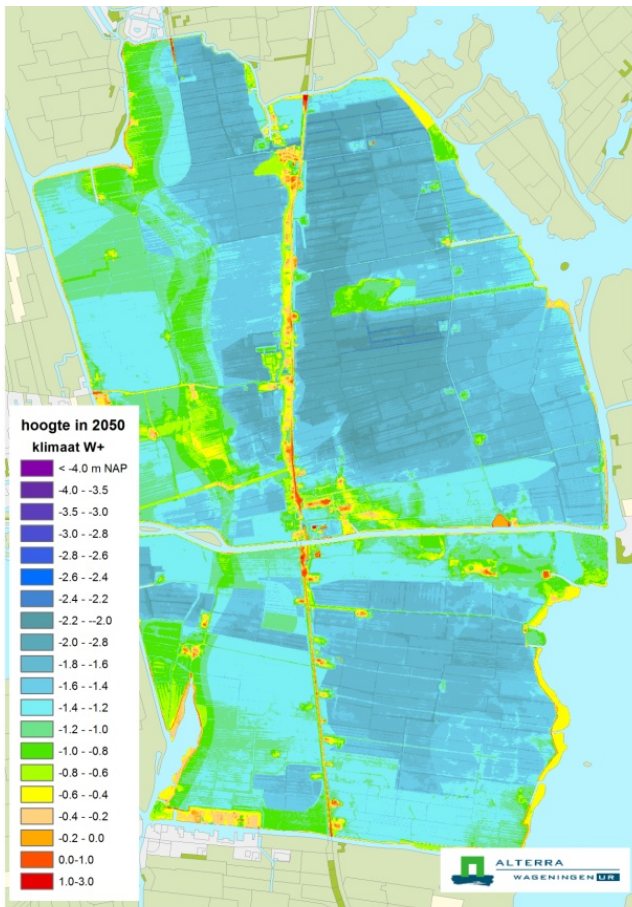 hoogte in 2050
klimaat W+
< -4.0 m NAP
-4.0 - -3.5
-3.5 - -3.0
-3.0 - -2.8
-2.8 - -2.6
-2.6 - -2.4
-2.4 - -2.2
-2.2 - --2.0
-2.0 - -2.8
-1.8 - -1.6
-1.6 - -1.4
-1.4 - -1.2
-1.2 - -1.0
-1.0 - -0.8
-0.8 - -0.6
-0.6 - -0.4
-0.4 - -0.2
-0.2 - 0.0
0.0-1.0
1.0-3.0
ALTERRA
WAGENINGEN UR